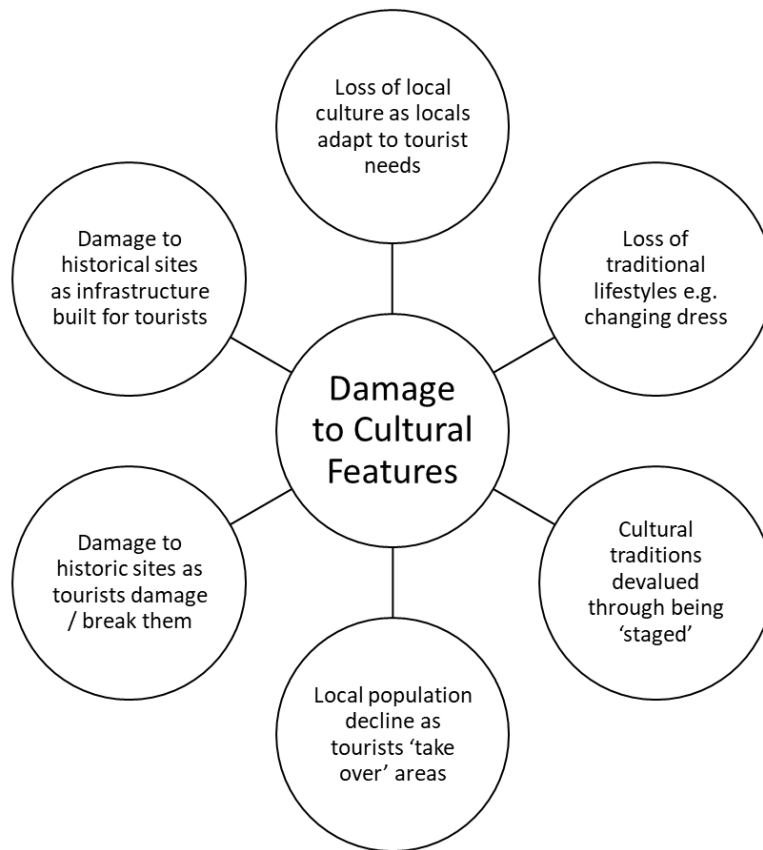 Loss of local
culture as locals
adapt to tourist
needs
Damage to
historical sites
as infrastructure
built for tourists
Loss of
traditional
lifestyles e.g.
changing dress
Damage
to Cultural
Features
Damage to
historic sites as
tourists damage
/ break them
Cultural
traditions
devalued
through being
‘staged’
Local population
decline as
tourists ‘take
over’ areas